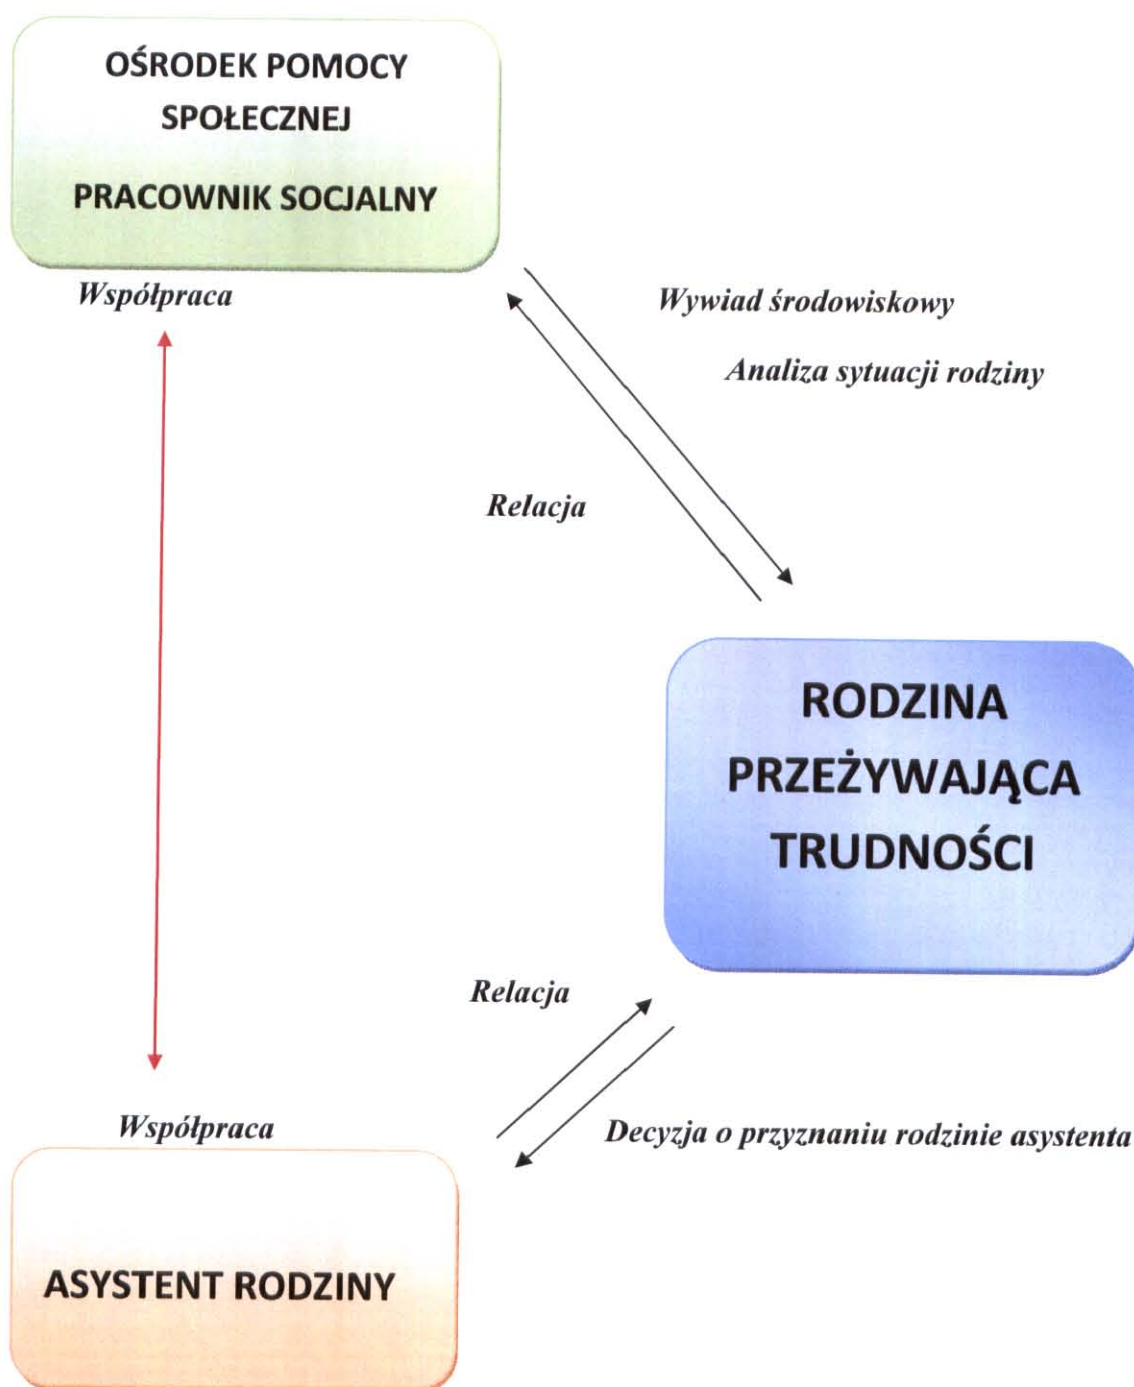 OŚRODEK POMOCY
SPOŁECZNEJ
PRACOWNIK SOCJALNY
Współpraca
Wywiad środowiskowy
Analiza sytuacji rodziny
Relacja
RODZINA
PRZEŻYWAJĄCA
TRUDNOŚCI
Relacja
Współpraca
Decyzja o przyznaniu rodzinie asystenta
ASYSTENT RODZINY